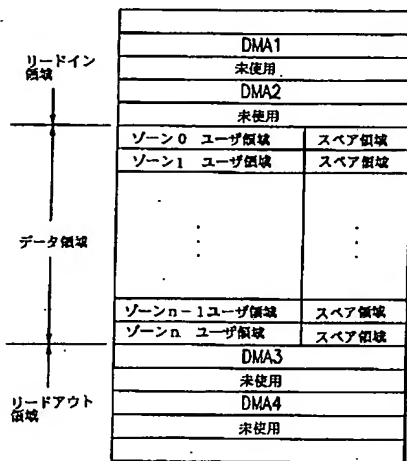 DMA1
リードイン
領域
未使用
DMA2
未使用
ゾーン0 ユーザ領域 スペア領域
ゾーン1 ユーザ領域 スペア領域
データ領域
ゾーンn-1ユーザ領域 スペア領域
ゾーンn ユーザ領域 スペア領域
DMA3
未使用
リードアウト
領域
DMA4
未使用